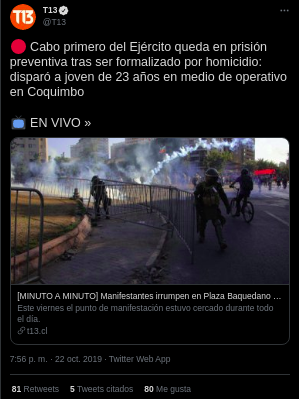 T13
T13
@T13
Cabo primero del Ejército queda en prisión
preventiva tras ser formalizado por homicidio:
disparó a joven de 23 años en medio de operativo
en Coquimbo
EN VIVO »
[MINUTO A MINUTO] Manifestantes irrumpen en Plaza Baquedano ...
Este viernes el punto de manifestación estuvo cercado durante todo
el día.
t13.cl
7:56 p. m. · 22 oct. 2019 · Twitter Web App
81 Retweets 5 Tweets citados 80 Me gusta